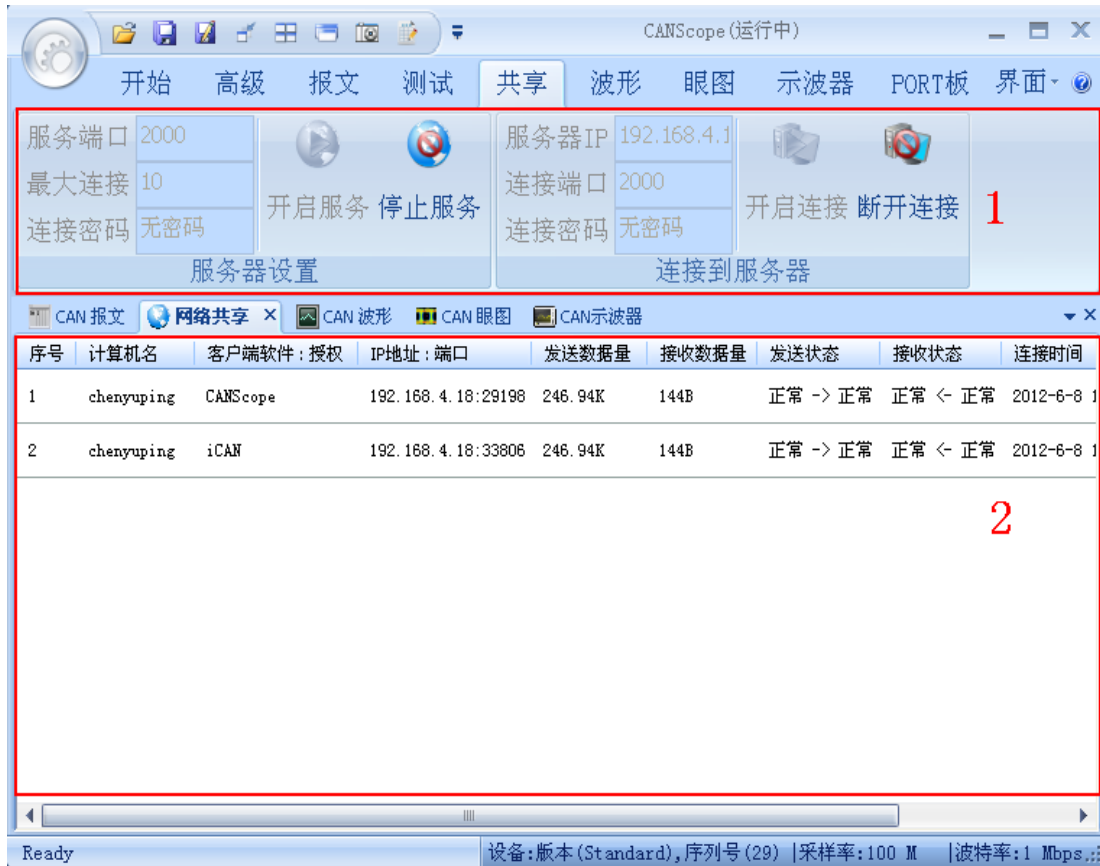 CANScope(运行中)
开始 高级 报文 测试 共享 波形 眼图 示波器 PORT板 界面
服务端口 2000
最大连接 10
连接密码 无密码
开启服务 停止服务
服务器设置
服务器IP 192.168.4.1
连接端口 2000
连接密码 无密码
开启连接 断开连接
连接到服务器
1
CAN 报文 网络共享 × CAN 波形 CAN 眼图 CAN示波器
序号 计算机名 客户端软件:授权 IP地址:端口 发送数据量 接收数据量 发送状态 接收状态 连接时间
1 chenyuping CANScope 192.168.4.18:29198 246.94K 144B 正常 -> 正常 正常 <- 正常 2012-6-8 1
2 chenyuping iCAN 192.168.4.18:33806 246.94K 144B 正常 -> 正常 正常 <- 正常 2012-6-8 1
2
Ready 设备:版本(Standard),序列号(29) |采样率:100 M |波特率:1 Mbps